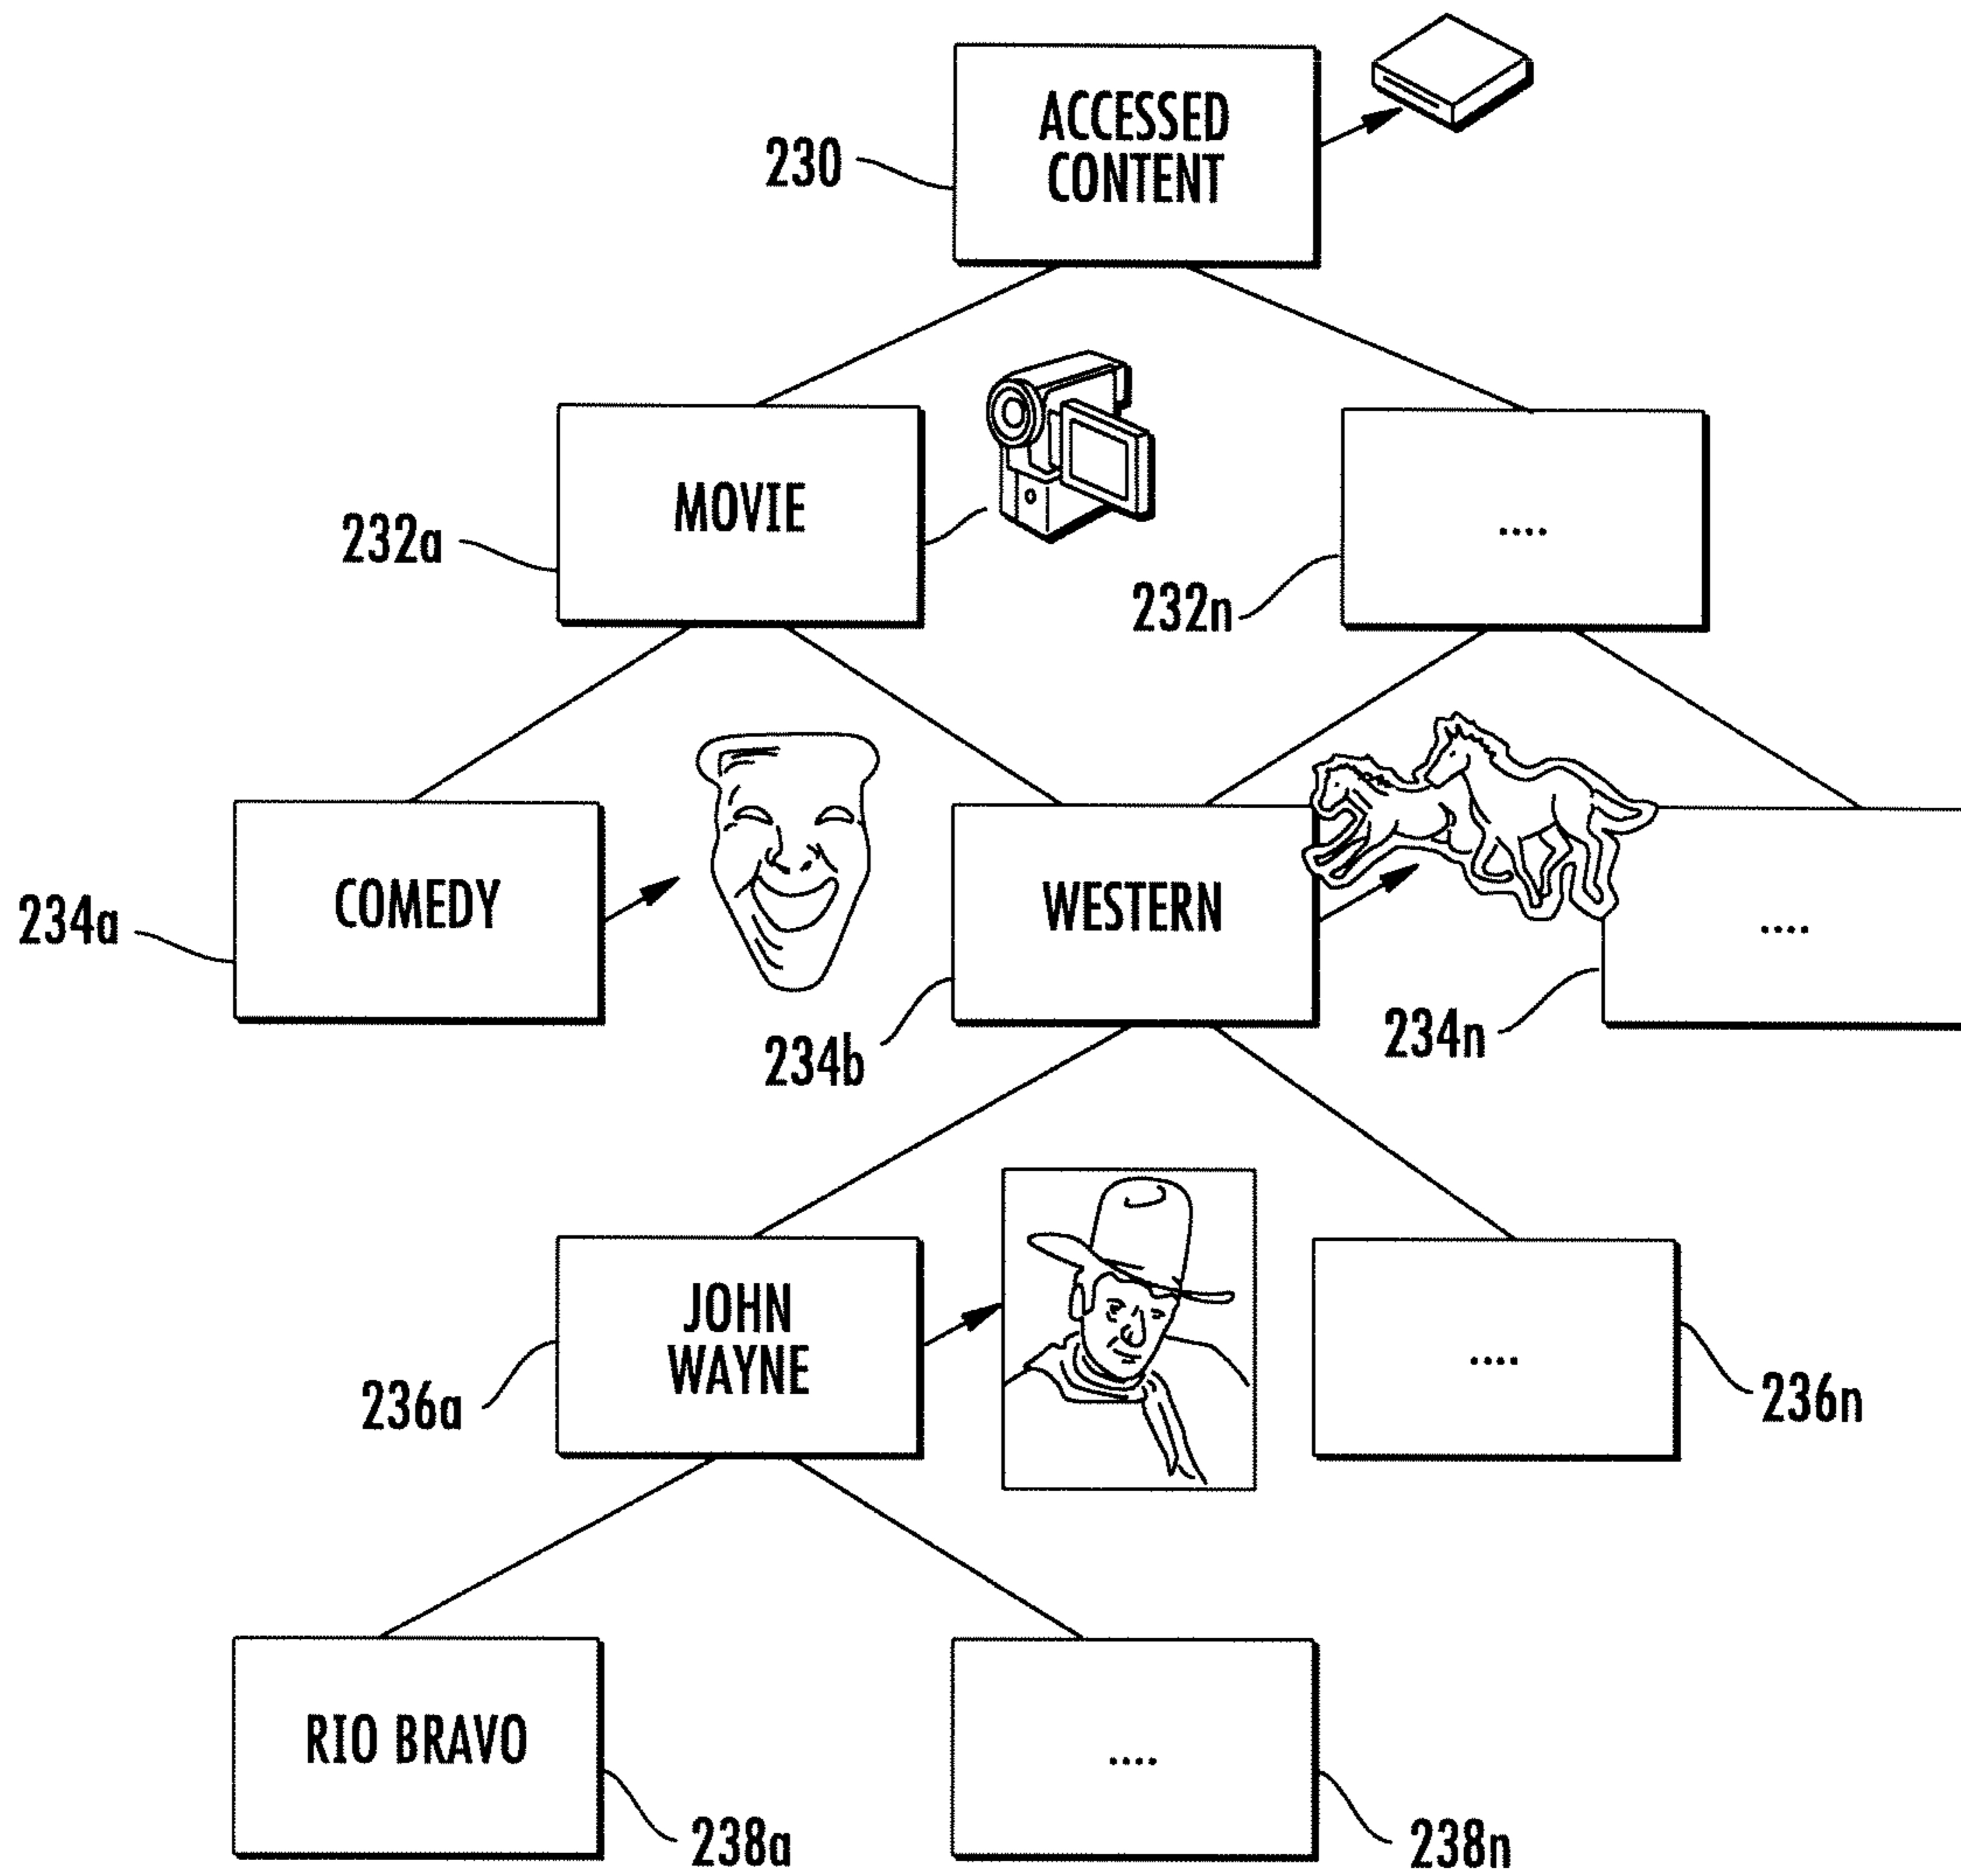 ACCESSED
CONTENT
230
MOVIE
232a
....
232n
COMEDY
234a
WESTERN
234b
....
234n
JOHN
WAYNE
236a
....
236n
RIO BRAVO
238a
....
238n